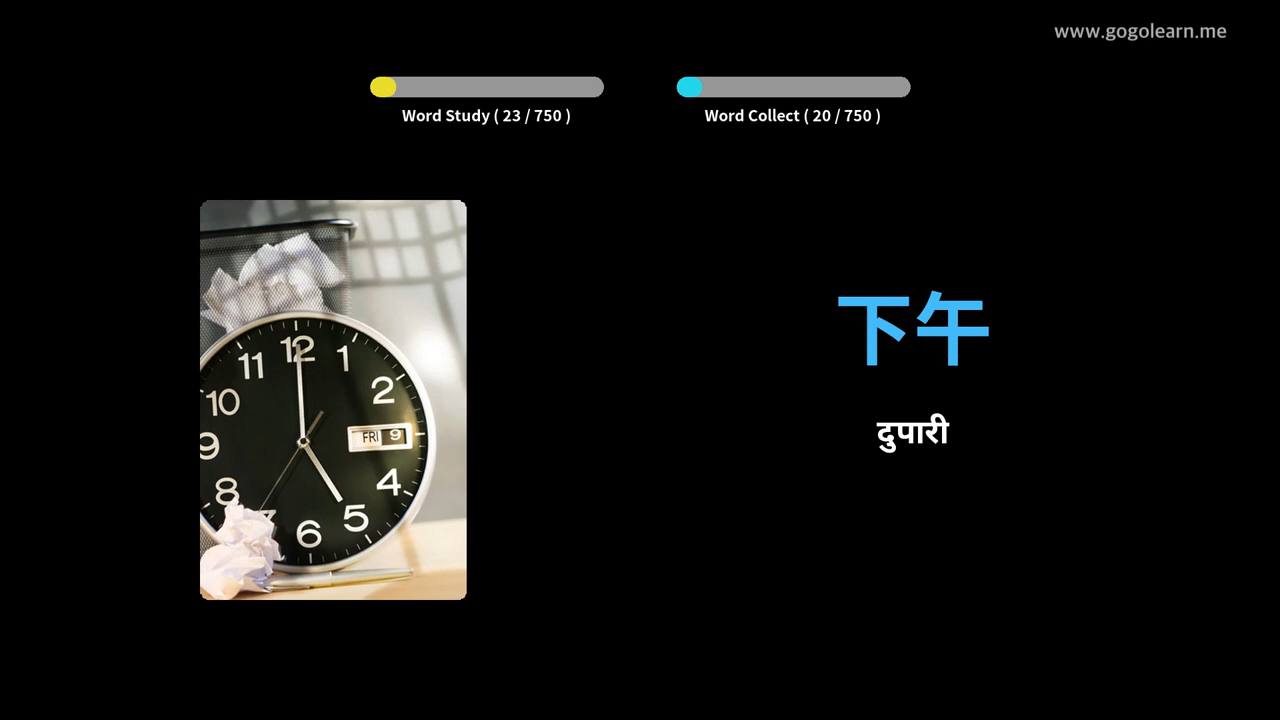 www.gogolearn.me
Word Study ( 23 / 750 )
Word Collect ( 20 / 750 )
12
11
1
10
2
9
FRI 9
8
4
7
5
6
下午
दुपारी